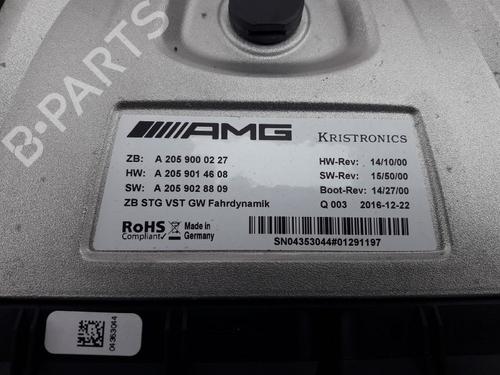 B-PARTS
AMG KRISTRONICS
ZB: A 205 900 02 27 HW-Rev: 14/10/00
HW: A 205 901 46 08 SW-Rev: 15/50/00
SW: A 205 902 88 09 Boot-Rev: 14/27/00
ZB STG VST GW Fahrdynamik Q 003 2016-12-22
RoHS Compliant Made in Germany
SN04353044#01291197
04353044